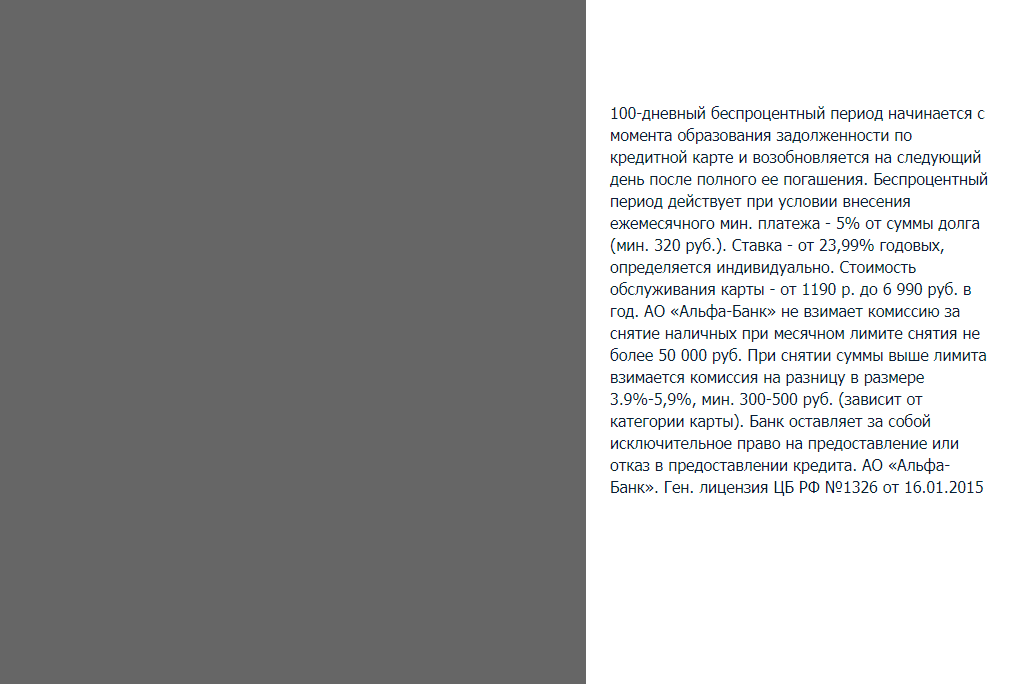 100-дневный беспроцентный период начинается с
момента образования задолженности по
кредитной карте и возобновляется на следующий
день после полного ее погашения. Беспроцентный
период действует при условии внесения
ежемесячного мин. платежа - 5% от суммы долга
(мин. 320 руб.). Ставка - от 23,99% годовых,
определяется индивидуально. Стоимость
обслуживания карты - от 1190 р. до 6 990 руб. в
год. АО «Альфа-Банк» не взимает комиссию за
снятие наличных при месячном лимите снятия не
более 50 000 руб. При снятии суммы выше лимита
взимается комиссия на разницу в размере
3.9%-5,9%, мин. 300-500 руб. (зависит от
категории карты). Банк оставляет за собой
исключительное право на предоставление или
отказ в предоставлении кредита. АО «Альфа-
Банк». Ген. лицензия ЦБ РФ №1326 от 16.01.2015